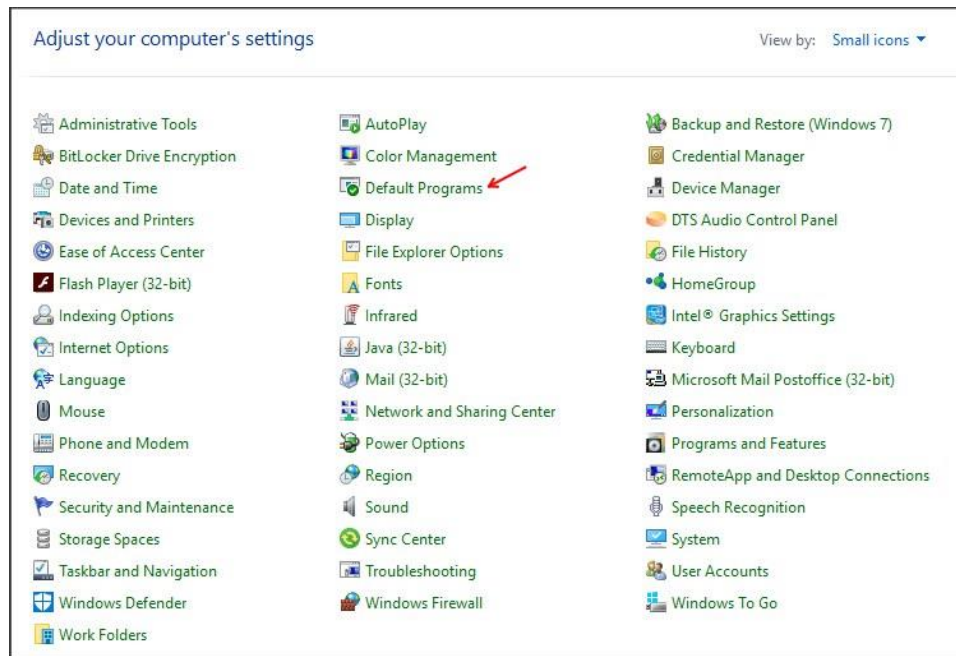 Adjust your computer's settings
View by: Small icons
Administrative Tools
AutoPlay
Backup and Restore (Windows 7)
BitLocker Drive Encryption
Color Management
Credential Manager
Date and Time
Default Programs
Device Manager
Devices and Printers
Display
DTS Audio Control Panel
Ease of Access Center
File Explorer Options
File History
Flash Player (32-bit)
Fonts
HomeGroup
Indexing Options
Infrared
Intel® Graphics Settings
Internet Options
Java (32-bit)
Keyboard
Language
Mail (32-bit)
Microsoft Mail Postoffice (32-bit)
Mouse
Network and Sharing Center
Personalization
Phone and Modem
Power Options
Programs and Features
Recovery
Region
RemoteApp and Desktop Connections
Security and Maintenance
Sound
Speech Recognition
Storage Spaces
Sync Center
System
Taskbar and Navigation
Troubleshooting
User Accounts
Windows Defender
Windows Firewall
Windows To Go
Work Folders